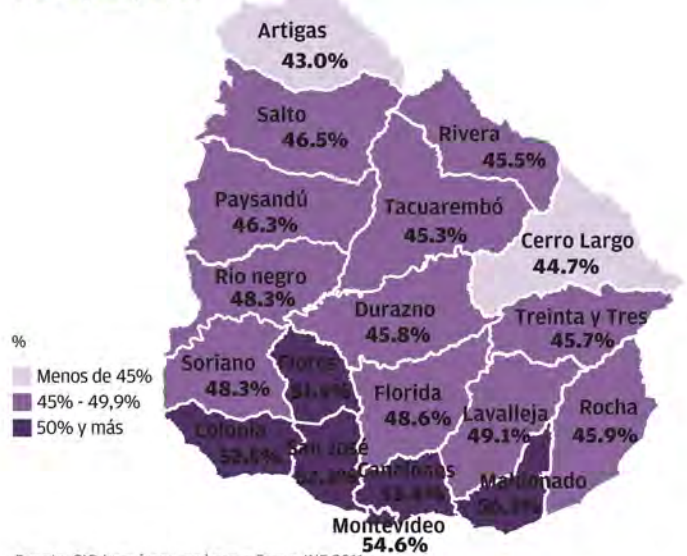 Artigas
43.0%
Salto
46.5%
Rivera
45.5%
Paysandú
46.3%
Tacuarembó
45.3%
Cerro Largo
44.7%
Rio negro
48.3%
Durazno
45.8%
Treinta y Tres
45.7%
%
Menos de 45%
45% - 49,9%
50% y más
Soriano
48.3%
Flores
Florida
48.6%
Lavalleja
49.1%
Rocha
45.9%
Colonia
San José
Canelones
Maldonado
Montevideo
54.6%